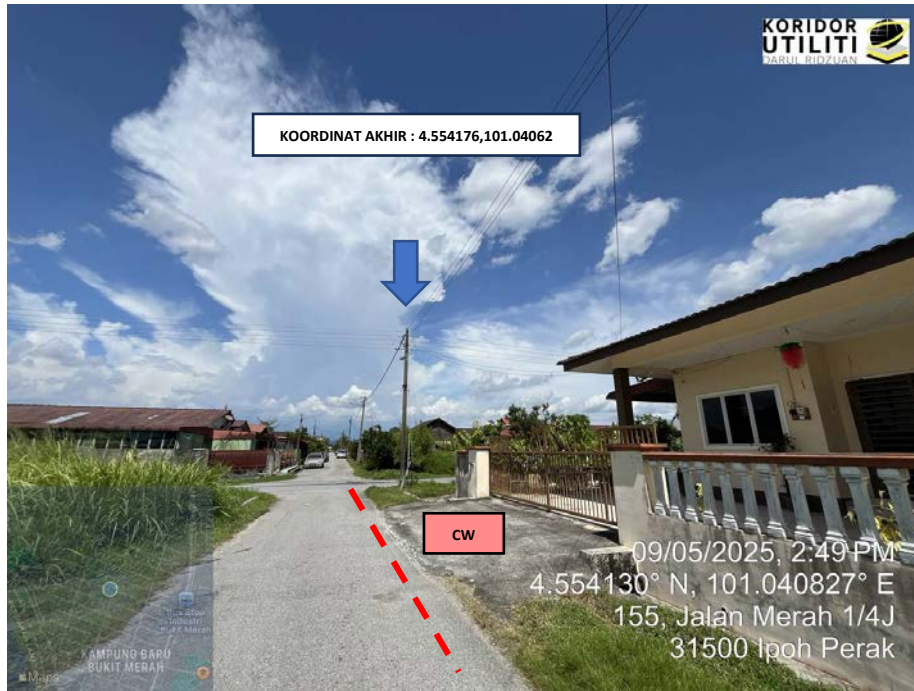 KORIDOR
UTILITI
DARUL RIDZUAN
KOORDINAT AKHIR : 4.554176,101.04062
CW
09/05/2025, 2:49 PM
4.554130° N, 101.040827° E
155, Jalan Merah 1/4J
31500 Ipoh Perak
KAMPUNG BARU
BUKIT MERAH
Maps